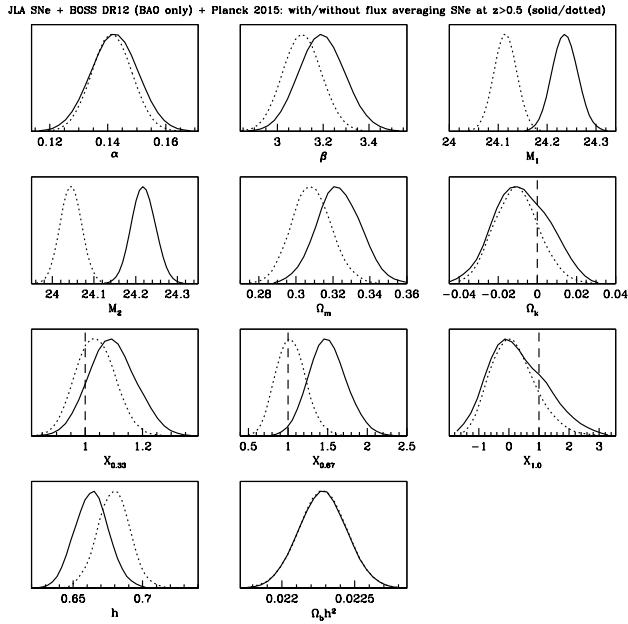 JLA SNe + BOSS DR12 (BAO only) + Planck 2015: with/without flux averaging SNe at z>0.5 (solid/dotted)
0.12 0.14 0.16
α
3 3.2 3.4
β
24 24.1 24.2 24.3
M₁
24 24.1 24.2 24.3
M₂
0.28 0.3 0.32 0.34 0.36
Ωₘ
−0.04 −0.02 0 0.02 0.04
Ωₖ
1 1.2
X₀.₃₃
0.5 1 1.5 2 2.5
X₀.₆₇
−1 0 1 2 3
X₁.₀
0.65 0.7
h
0.022 0.0225
Ω_b h²